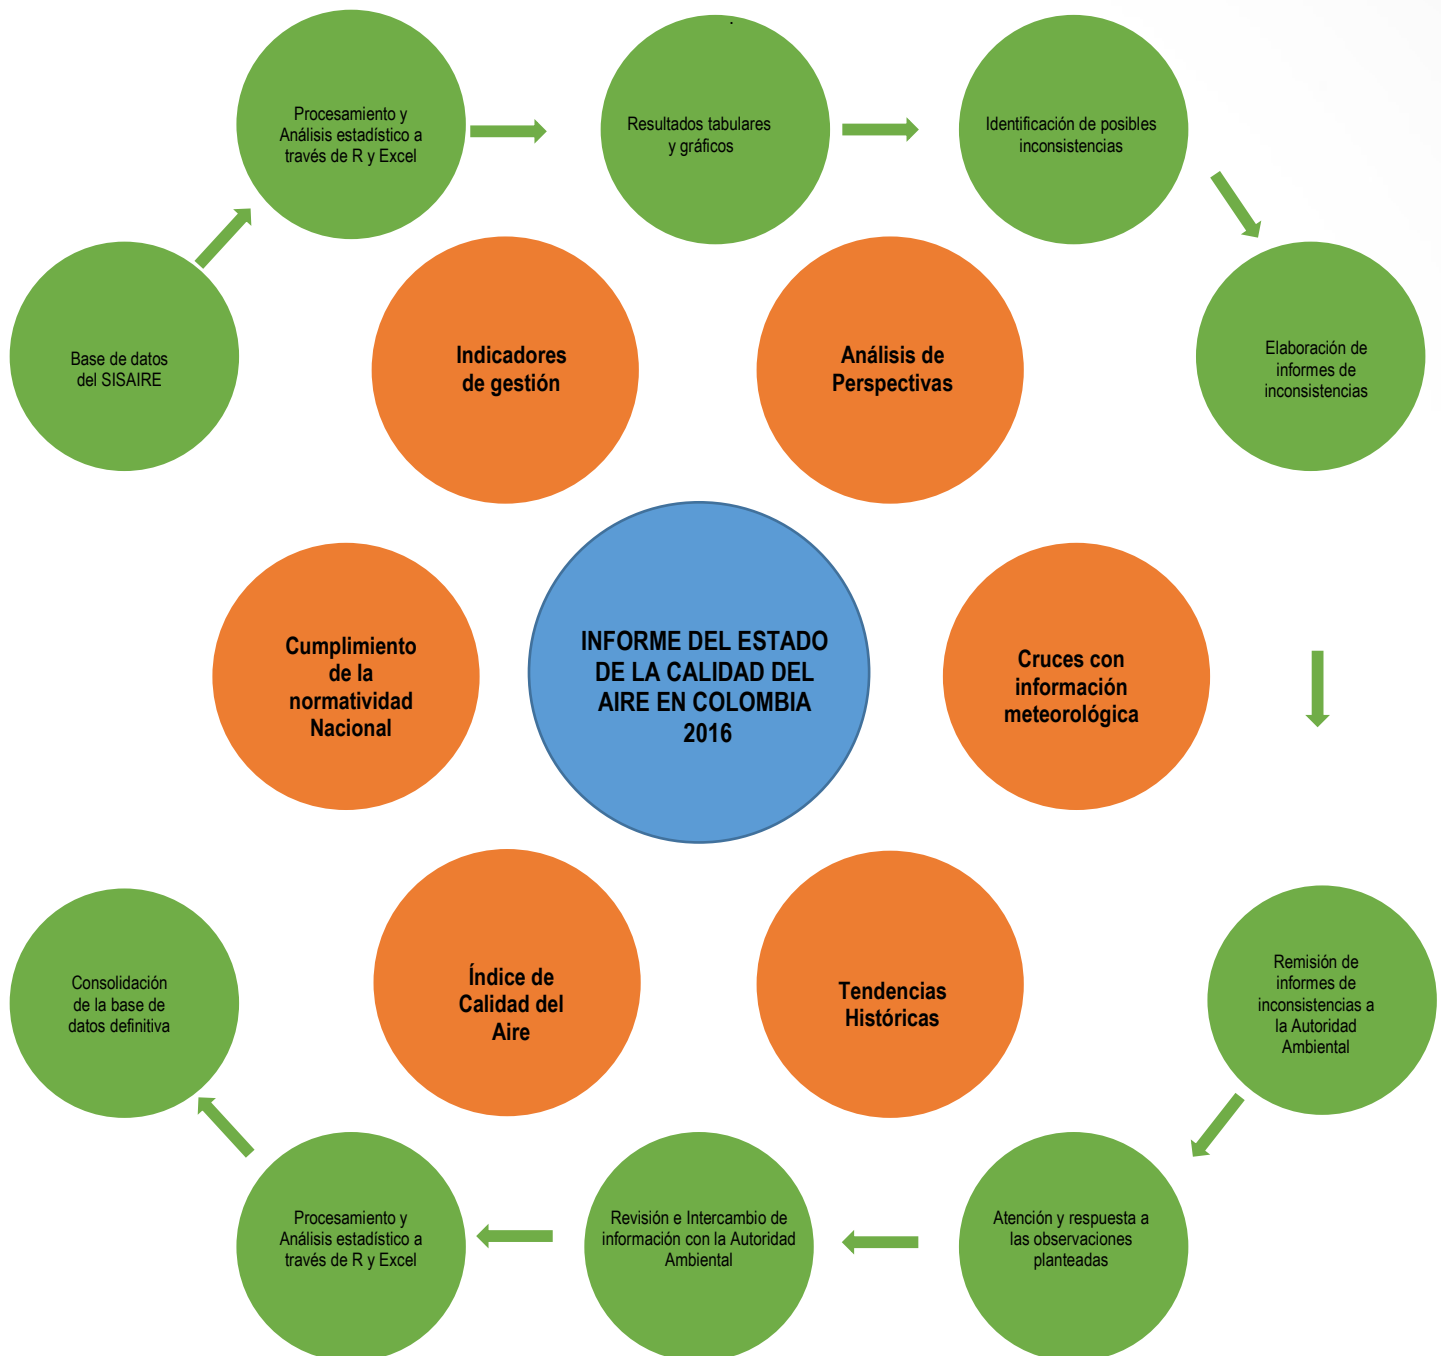 Procesamiento y
Análisis estadístico a
través de R y Excel
Resultados tabulares
y gráficos
Identificación de posibles
inconsistencias
Base de datos
del SISAIRE
Indicadores
de gestión
Análisis de
Perspectivas
Elaboración de
informes de
inconsistencias
Cumplimiento
de la
normatividad
Nacional
INFORME DEL ESTADO
DE LA CALIDAD DEL
AIRE EN COLOMBIA
2016
Cruces con
información
meteorológica
Consolidación
de la base de
datos definitiva
Índice de
Calidad del
Aire
Tendencias
Históricas
Remisión de
informes de
inconsistencias a
la Autoridad
Ambiental
Procesamiento y
Análisis estadístico a
través de R y Excel
Revisión e Intercambio de
información con la Autoridad
Ambiental
Atención y respuesta a
las observaciones
planteadas